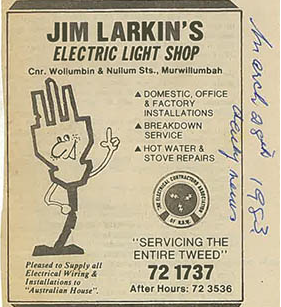 JIM LARKIN'S
ELECTRIC LIGHT SHOP
Cnr. Wollumbin & Nullum Sts., Murwillumbah
▲ DOMESTIC, OFFICE
& FACTORY
INSTALLATIONS
▲ BREAKDOWN
SERVICE
▲ HOT WATER &
STOVE REPAIRS
ELECTRICAL CONTRACTORS ASSOCIATION
OF N.S.W.
"SERVICING THE
ENTIRE TWEED"
72 1737
After Hours: 72 3536
Pleased to Supply all
Electrical Wiring &
Installations to
"Australian House".
March 29th 1983
daily news